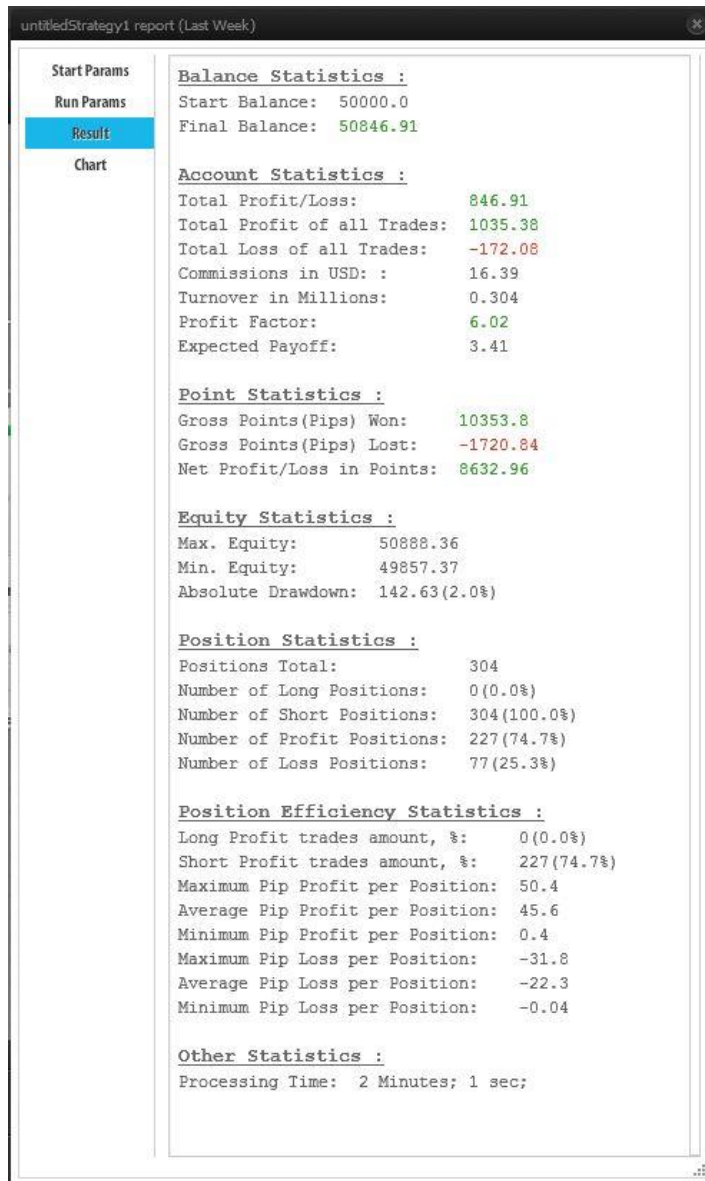 untitledStrategy1 report (Last Week)
Start Params
Run Params
Result
Chart
Balance Statistics :
Start Balance: 50000.0
Final Balance: 50846.91
Account Statistics :
Total Profit/Loss: 846.91
Total Profit of all Trades: 1035.38
Total Loss of all Trades: -172.08
Commissions in USD: : 16.39
Turnover in Millions: 0.304
Profit Factor: 6.02
Expected Payoff: 3.41
Point Statistics :
Gross Points(Pips) Won: 10353.8
Gross Points(Pips) Lost: -1720.84
Net Profit/Loss in Points: 8632.96
Equity Statistics :
Max. Equity: 50888.36
Min. Equity: 49857.37
Absolute Drawdown: 142.63(2.0%)
Position Statistics :
Positions Total: 304
Number of Long Positions: 0(0.0%)
Number of Short Positions: 304(100.0%)
Number of Profit Positions: 227(74.7%)
Number of Loss Positions: 77(25.3%)
Position Efficiency Statistics :
Long Profit trades amount, %: 0(0.0%)
Short Profit trades amount, %: 227(74.7%)
Maximum Pip Profit per Position: 50.4
Average Pip Profit per Position: 45.6
Minimum Pip Profit per Position: 0.4
Maximum Pip Loss per Position: -31.8
Average Pip Loss per Position: -22.3
Minimum Pip Loss per Position: -0.04
Other Statistics :
Processing Time: 2 Minutes; 1 sec;